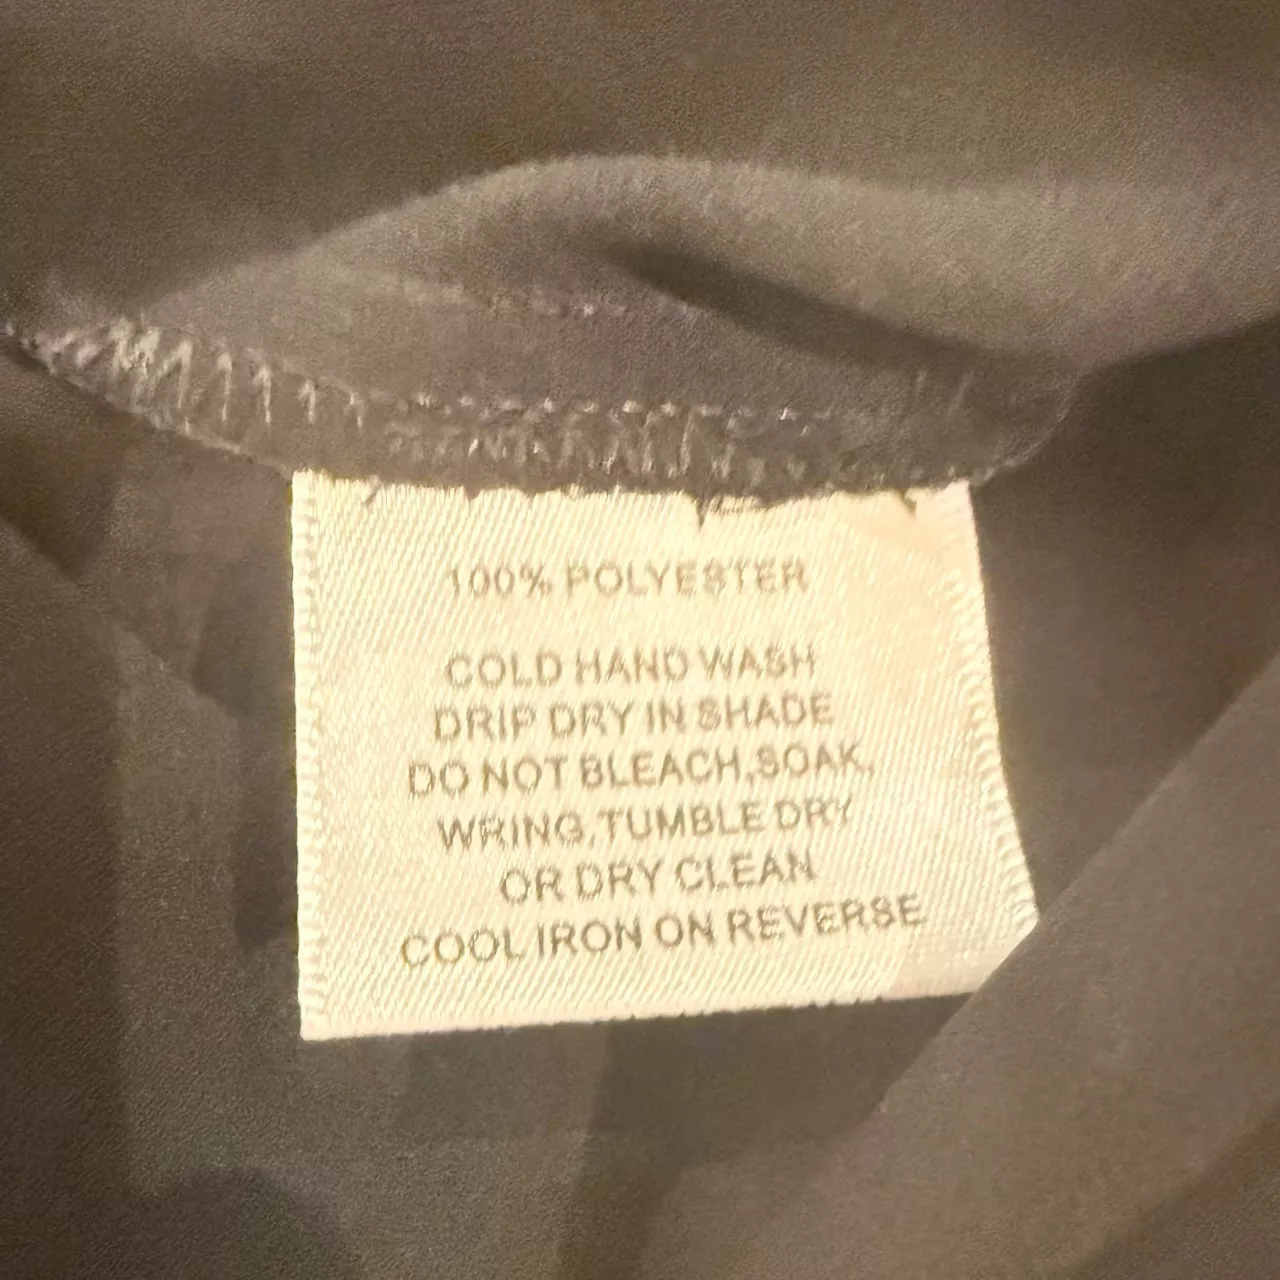 100% POLYESTER
COLD HAND WASH
DRIP DRY IN SHADE
DO NOT BLEACH,SOAK,
WRING,TUMBLE DRY
OR DRY CLEAN
COOL IRON ON REVERSE